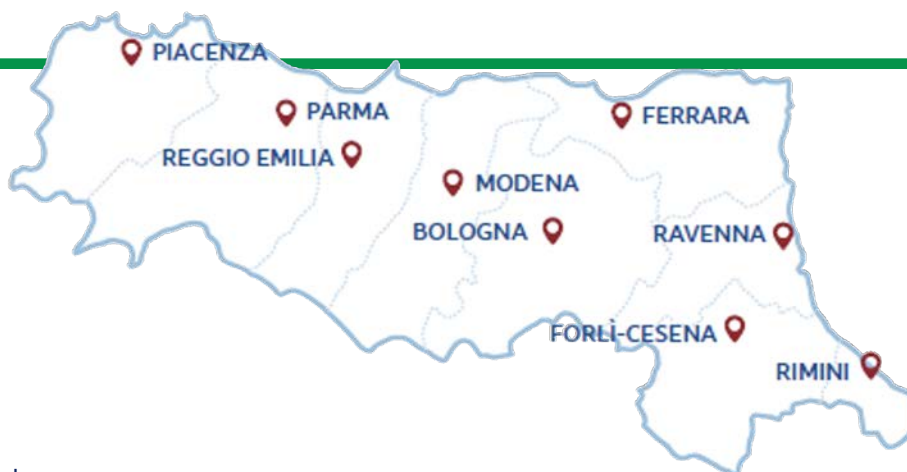 PIACENZA
PARMA
FERRARA
REGGIO EMILIA
MODENA
BOLOGNA
RAVENNA
FORLÌ-CESENA
RIMINI